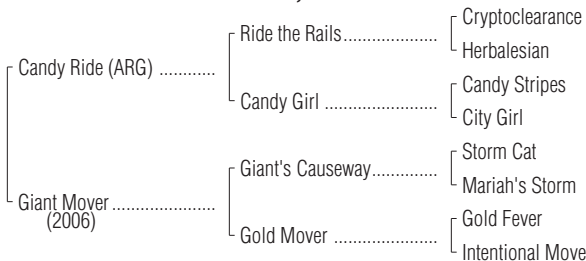 Cryptoclearance
Ride the Rails.................
Herbalesian
Candy Ride (ARG) ............
Candy Stripes
Candy Girl ........................
City Girl
Storm Cat
Giant's Causeway..............
Mariah's Storm
Giant Mover ......................
(2006)
Gold Fever
Gold Mover ......................
Intentional Move